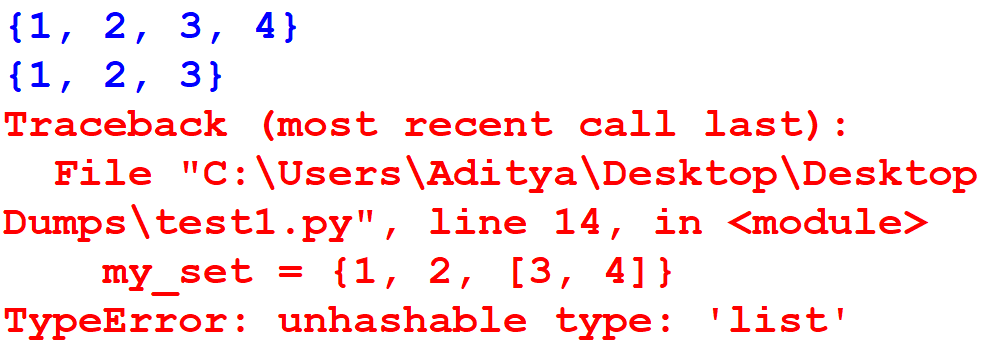 {1, 2, 3, 4}
{1, 2, 3}
Traceback (most recent call last):
  File "C:\Users\Aditya\Desktop\Desktop
Dumps\test1.py", line 14, in <module>
    my_set = {1, 2, [3, 4]}
TypeError: unhashable type: 'list'